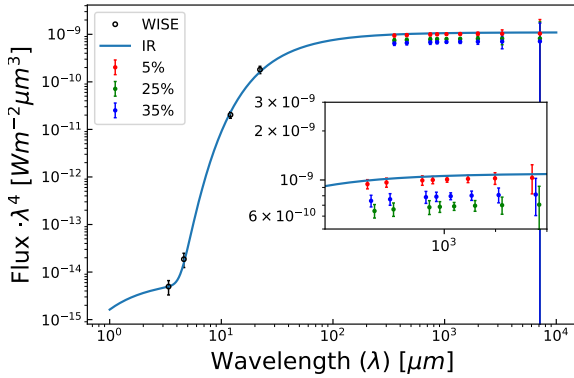 Flux ·λ⁴ [Wm⁻²μm³]
10⁻⁹
10⁻¹⁰
10⁻¹¹
10⁻¹²
10⁻¹³
10⁻¹⁴
10⁻¹⁵
WISE
IR
5%
25%
35%
3 × 10⁻⁹
2 × 10⁻⁹
10⁻⁹
6 × 10⁻¹⁰
10³
10⁰ 10¹ 10² 10³ 10⁴
Wavelength (λ) [μm]